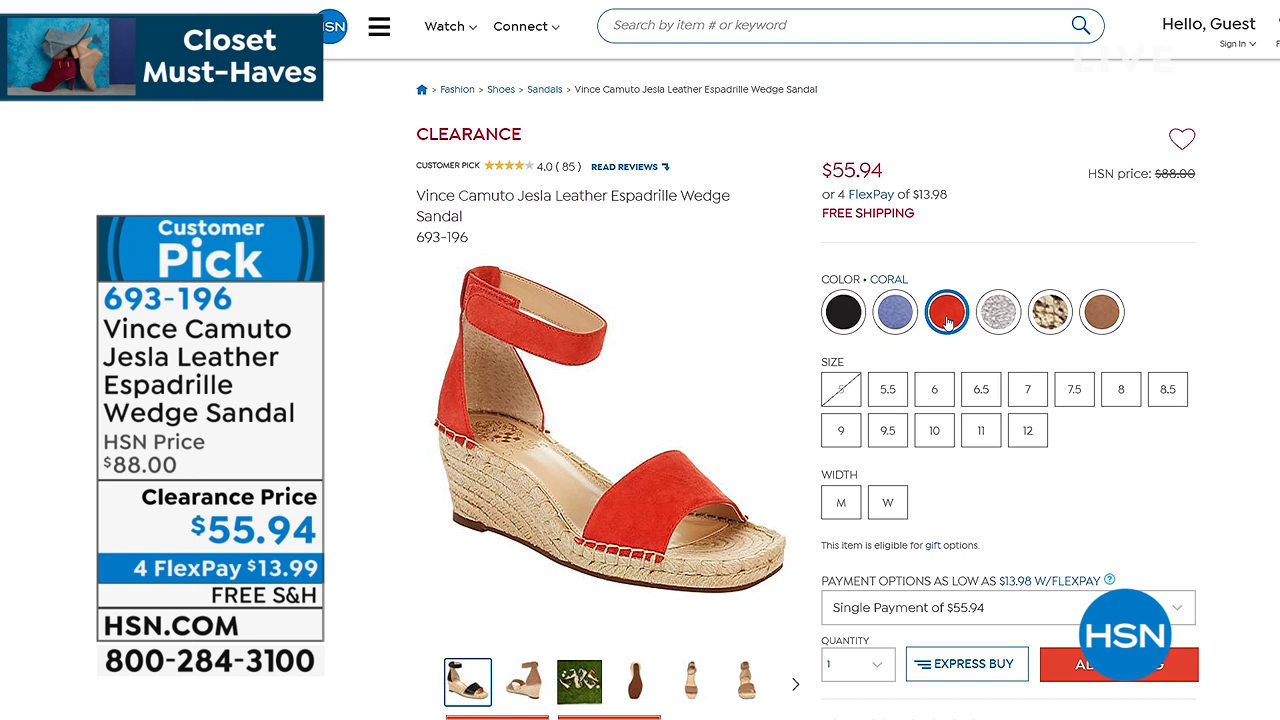 Closet
Must-Haves
HSN
Watch
Connect
Search by item # or keyword
Hello, Guest
Sign In
LIVE
> Fashion > Shoes > Sandals > Vince Camuto Jesla Leather Espadrille Wedge Sandal
CLEARANCE
CUSTOMER PICK 4.0 ( 85 ) READ REVIEWS
Vince Camuto Jesla Leather Espadrille Wedge
Sandal
693-196
$55.94
HSN price: $88.00
or 4 FlexPay of $13.98
FREE SHIPPING
COLOR • CORAL
SIZE
5 5.5 6 6.5 7 7.5 8 8.5
9 9.5 10 11 12
WIDTH
M W
This item is eligible for gift options.
PAYMENT OPTIONS AS LOW AS $13.98 W/FLEXPAY ?
Single Payment of $55.94
QUANTITY
1
EXPRESS BUY
HSN
Customer
Pick
693-196
Vince Camuto
Jesla Leather
Espadrille
Wedge Sandal
HSN Price
$88.00
Clearance Price
$55.94
4 FlexPay $13.99
FREE S&H
HSN.COM
800-284-3100